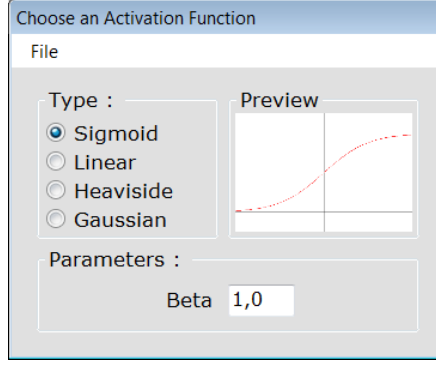 Choose an Activation Function
File
Type :
Sigmoid
Linear
Heaviside
Gaussian
Preview
Parameters :
Beta 1,0